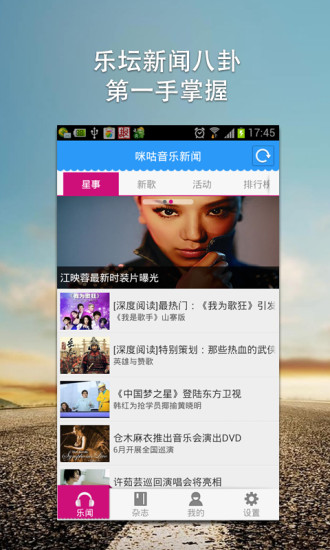 乐坛新闻八卦
第一手掌握
17:45
咪咕音乐新闻
星事
新歌
活动
排行榜
江映蓉最新时装片曝光
[深度阅读]最热门：《我为歌狂》引发
《我是歌手》山寨版
[深度阅读]特别策划：那些热血的武侠
英雄与赞歌
《中国梦之星》登陆东方卫视
韩红为抢学员揶揄黄晓明
仓木麻衣推出音乐会演出DVD
6月开展全国巡演
许茹芸巡回演唱会将亮相
乐闻
杂志
我的
设置